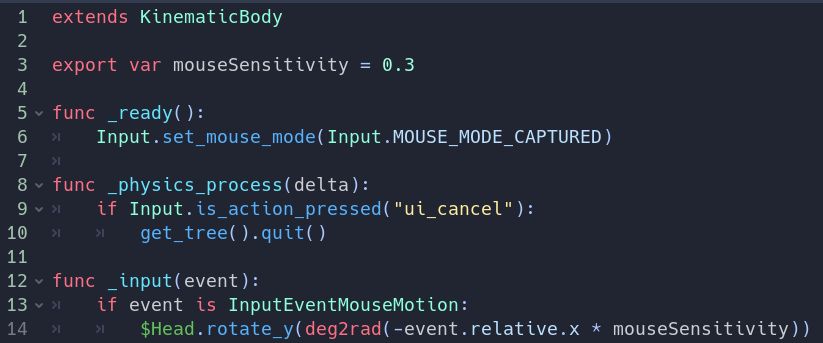 1 extends KinematicBody
2
3 export var mouseSensitivity = 0.3
4
5 func _ready():
6 Input.set_mouse_mode(Input.MOUSE_MODE_CAPTURED)
7
8 func _physics_process(delta):
9 if Input.is_action_pressed("ui_cancel"):
10 get_tree().quit()
11
12 func _input(event):
13 if event is InputEventMouseMotion:
14 $Head.rotate_y(deg2rad(-event.relative.x * mouseSensitivity))